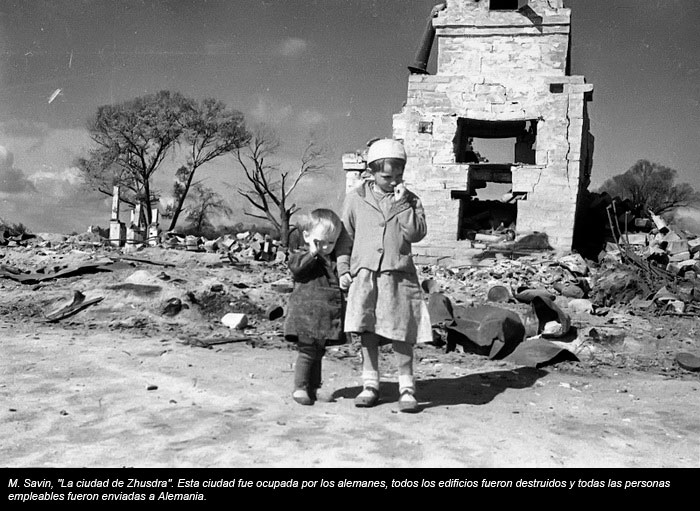 M. Savin, "La ciudad de Zhusdra". Esta ciudad fue ocupada por los alemanes, todos los edificios fueron destruidos y todas las personas
empleables fueron enviadas a Alemania.